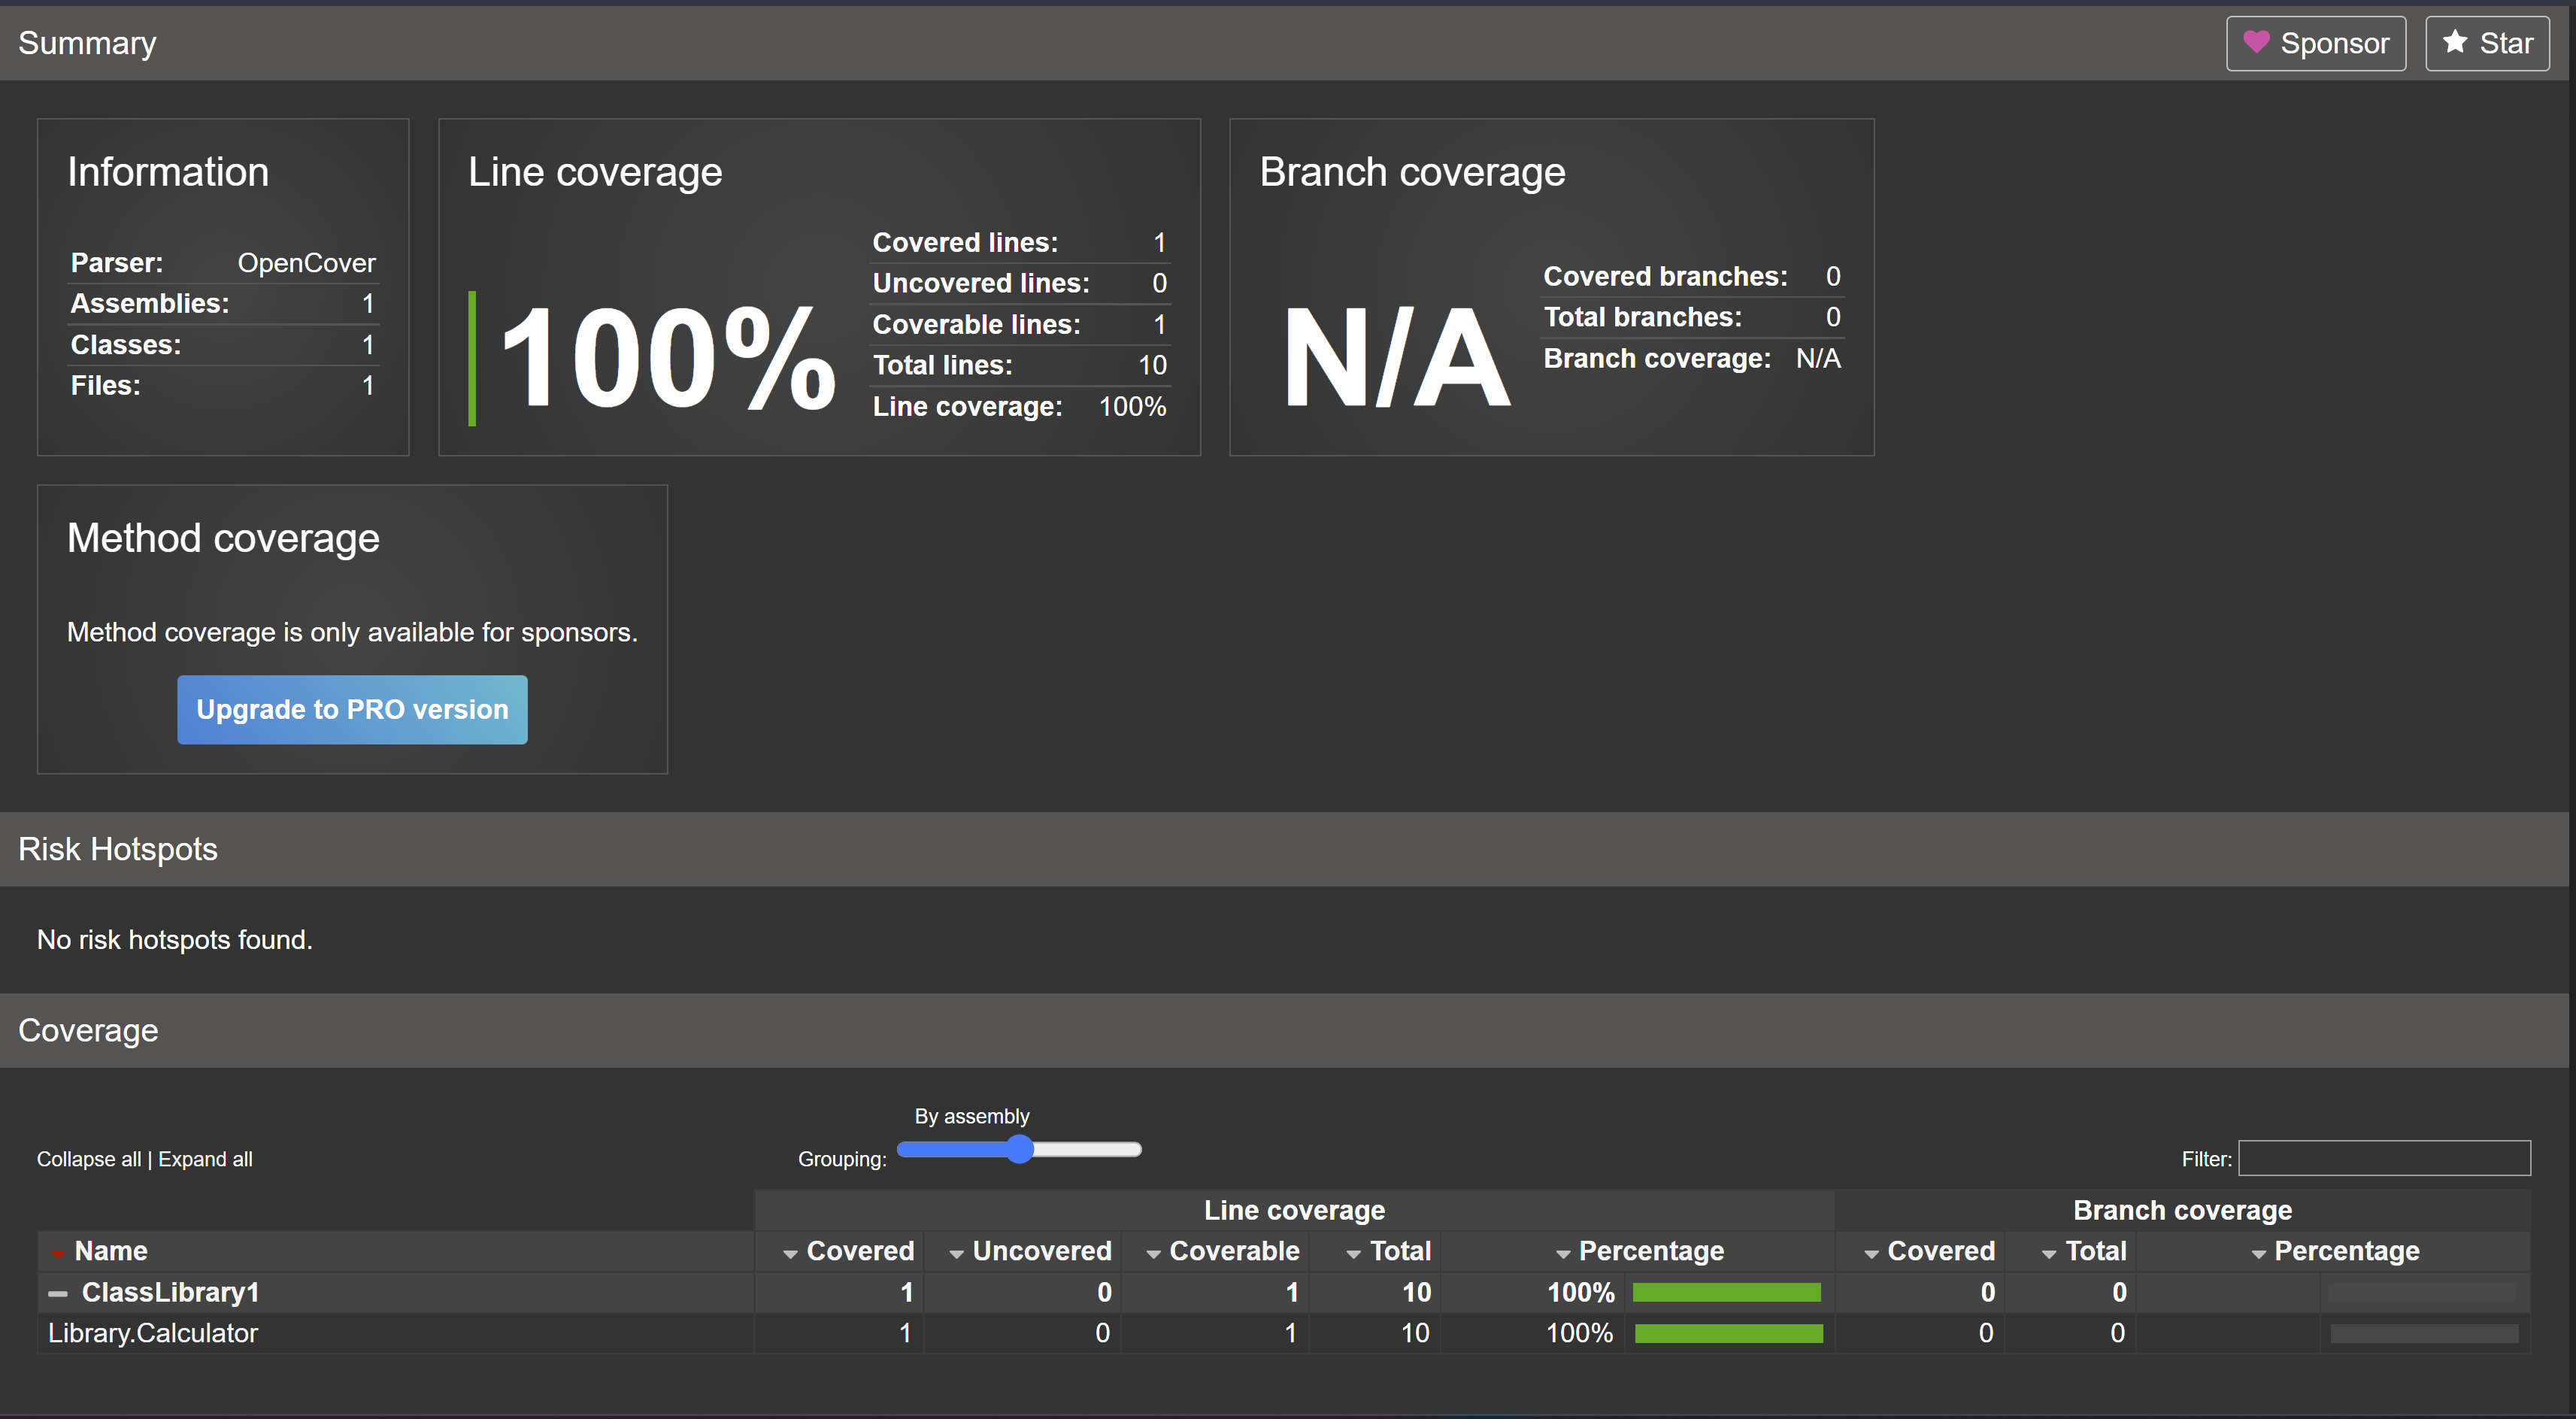 Summary
Sponsor
Star
Information
Parser: OpenCover
Assemblies: 1
Classes: 1
Files: 1
Line coverage
100%
Covered lines: 1
Uncovered lines: 0
Coverable lines: 1
Total lines: 10
Line coverage: 100%
Branch coverage
N/A
Covered branches: 0
Total branches: 0
Branch coverage: N/A
Method coverage
Method coverage is only available for sponsors.
Upgrade to PRO version
Risk Hotspots
No risk hotspots found.
Coverage
Collapse all | Expand all
By assembly
Grouping:
Filter:
Line coverage Branch coverage
Name Covered Uncovered Coverable Total Percentage Covered Total Percentage
ClassLibrary1 1 0 1 10 100% 0 0
Library.Calculator 1 0 1 10 100% 0 0